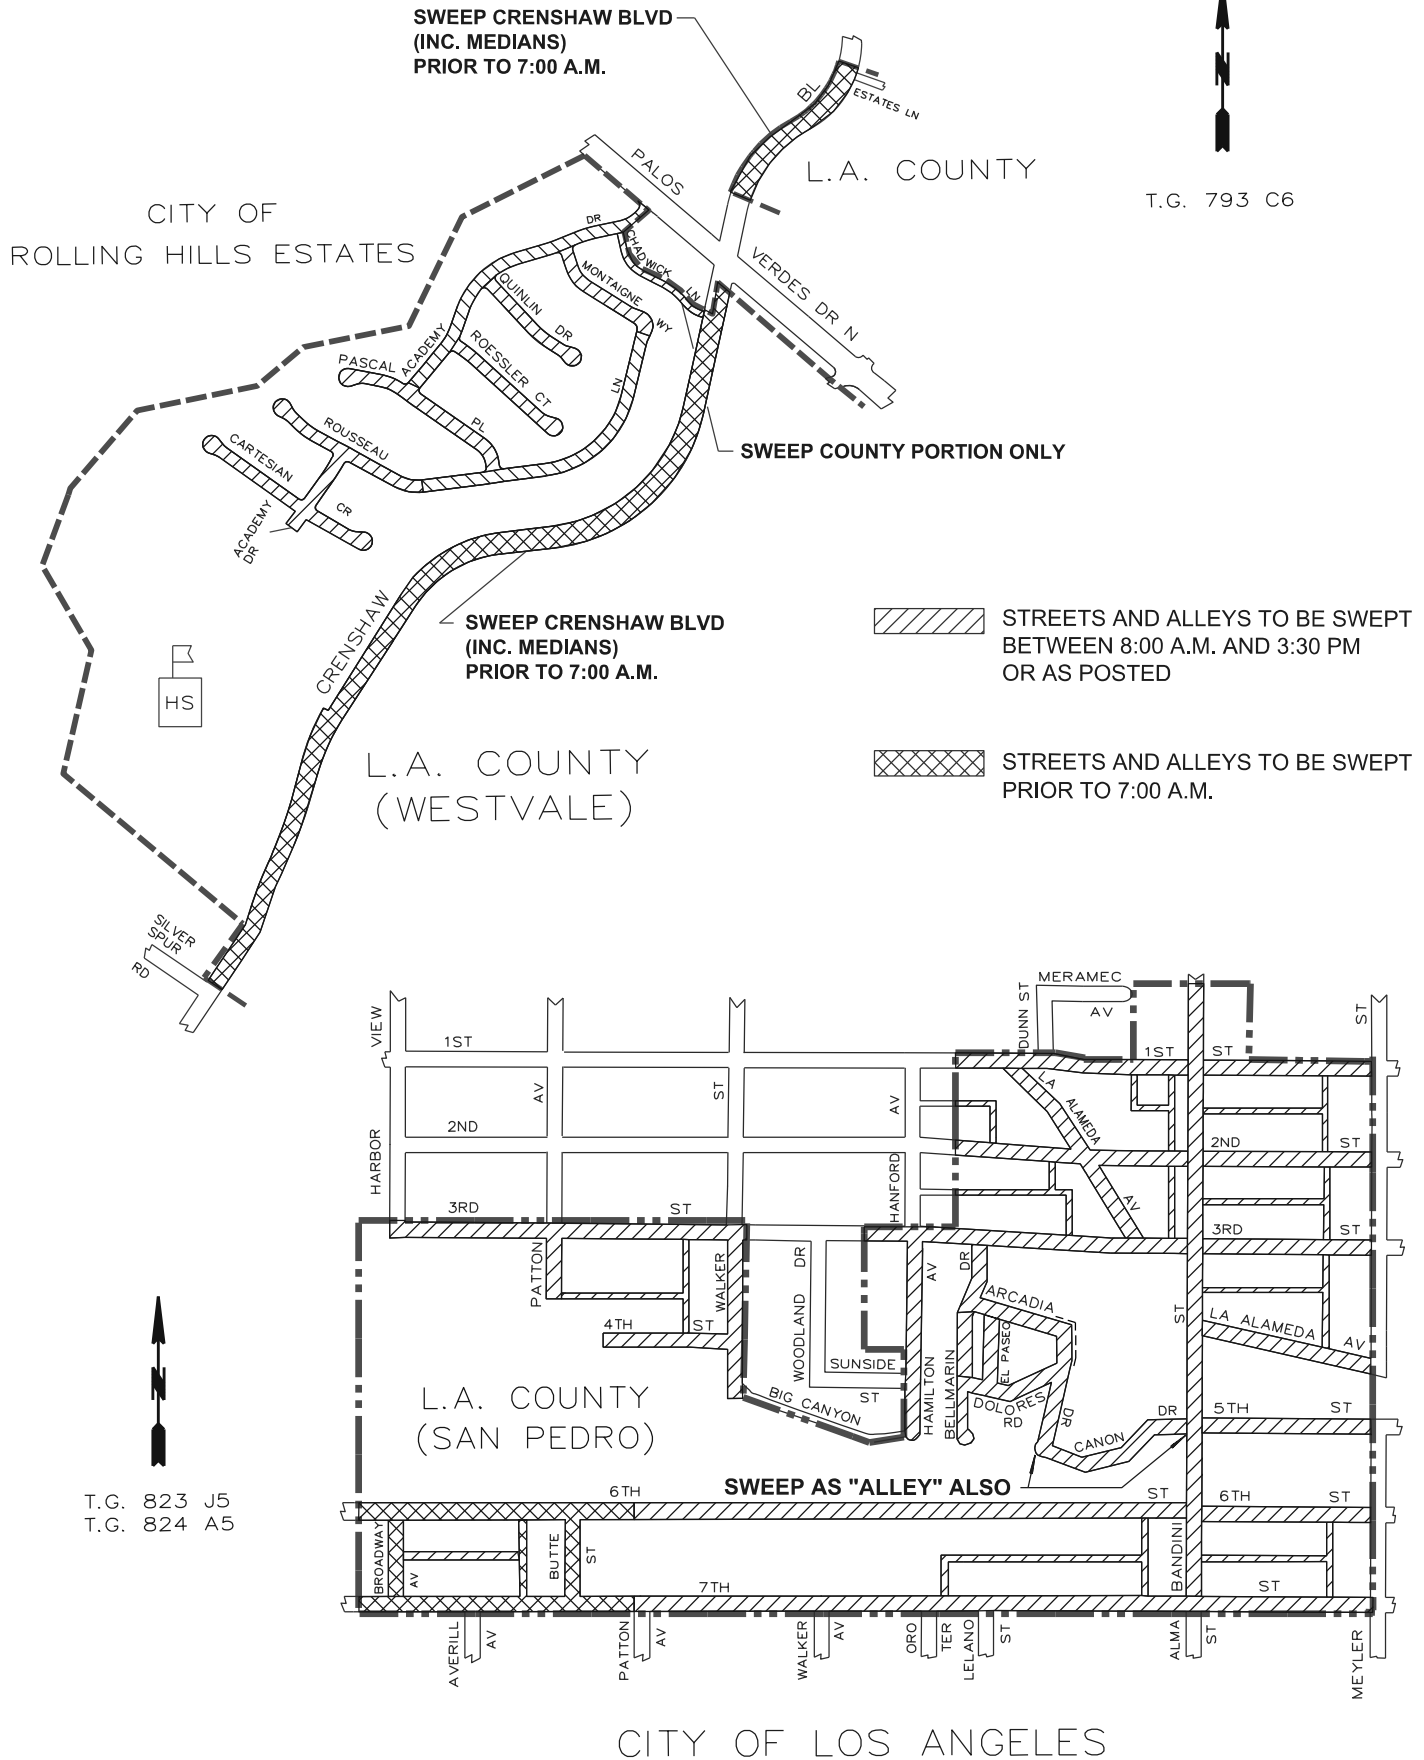 SWEEP CRENSHAW BLVD
(INC. MEDIANS)
PRIOR TO 7:00 A.M.
N
T.G. 793 C6
BL
ESTATES LN
L.A. COUNTY
PALOS
VERDES DR N
CITY OF
ROLLING HILLS ESTATES
DR
CHADWICK
LN
MONTAIGNE
WY
QUINLIN
DR
ACADEMY
ROESSLER
CT
PASCAL
PL
LN
ROUSSEAU
CARTESIAN
CR
ACADEMY
DR
SWEEP COUNTY PORTION ONLY
CRENSHAW
SWEEP CRENSHAW BLVD
(INC. MEDIANS)
PRIOR TO 7:00 A.M.
STREETS AND ALLEYS TO BE SWEPT
BETWEEN 8:00 A.M. AND 3:30 PM
OR AS POSTED
STREETS AND ALLEYS TO BE SWEPT
PRIOR TO 7:00 A.M.
HS
L.A. COUNTY
(WESTVALE)
SILVER
SPUR
RD
MERAMEC
AV
DUNN ST
VIEW
HARBOR
1ST
1ST
ST
ST
AV
ST
AV
LA
ALAMEDA
AV
2ND
2ND
ST
HANFORD
3RD
ST
3RD
ST
PATTON
WALKER
DR
WOODLAND
AV
HAMILTON
DR
BELLMARIN
ARCADIA
EL PASEO
DOLORES
RD
DR
CANON
DR
ST
LA ALAMEDA
AV
4TH
ST
SUNSIDE
ST
BIG CANYON
5TH
ST
N
L.A. COUNTY
(SAN PEDRO)
SWEEP AS "ALLEY" ALSO
T.G. 823 J5
T.G. 824 A5
6TH
ST
6TH
ST
BROADWAY
AV
BUTTE
ST
BANDINI
7TH
ST
AVERILL
AV
PATTON
AV
WALKER
AV
ORO
TER
LELANO
ST
ALMA
ST
MEYLER
CITY OF LOS ANGELES